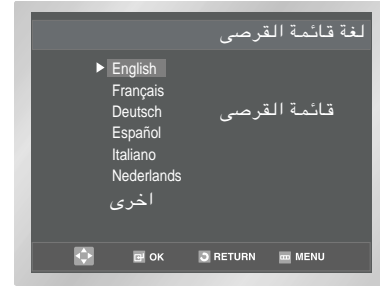 لغة قائمة القرصى
English
Français
Deutsch
قائمة القرصى
Español
Italiano
Nederlands
اخرى
OK RETURN MENU